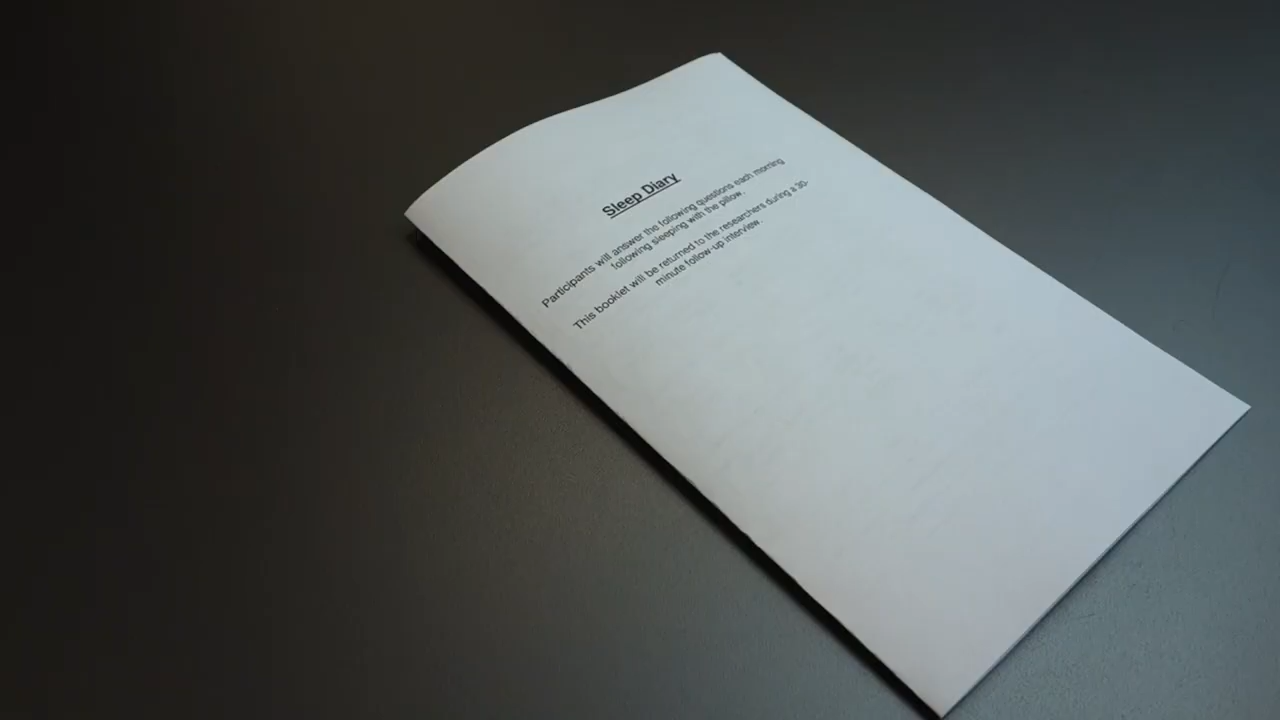 Sleep Diary
Participants will answer the following questions each morning
following sleeping with the pillow.
This booklet will be returned to the researchers during a 30-
minute follow-up interview.